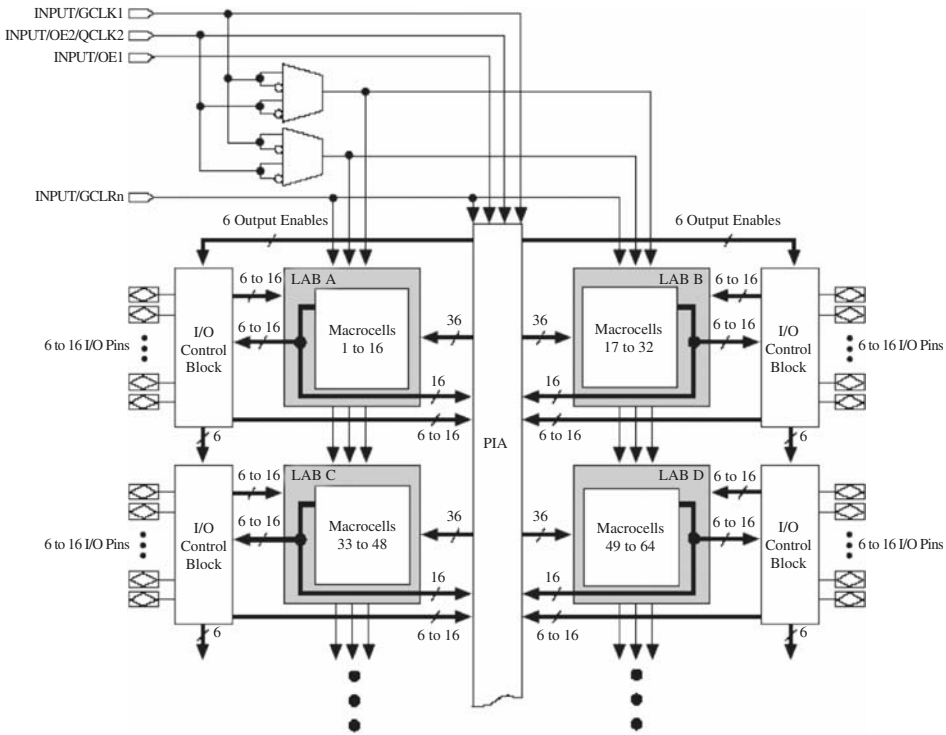 INPUT/GCLK1
INPUT/OE2/QCLK2
INPUT/OE1
INPUT/GCLRn
6 Output Enables
6 Output Enables
6 to 16
LAB A
LAB B
6 to 16
6 to 16 I/O Pins
I/O
Control
Block
6 to 16
Macrocells
1 to 16
36
36
Macrocells
17 to 32
6 to 16
I/O
Control
Block
6 to 16 I/O Pins
16
16
6 to 16
6 to 16
PIA
6
6
6 to 16
LAB C
LAB D
6 to 16
6 to 16 I/O Pins
I/O
Control
Block
6 to 16
Macrocells
33 to 48
36
36
Macrocells
49 to 64
6 to 16
I/O
Control
Block
6 to 16 I/O Pins
16
16
6 to 16
6 to 16
6
6